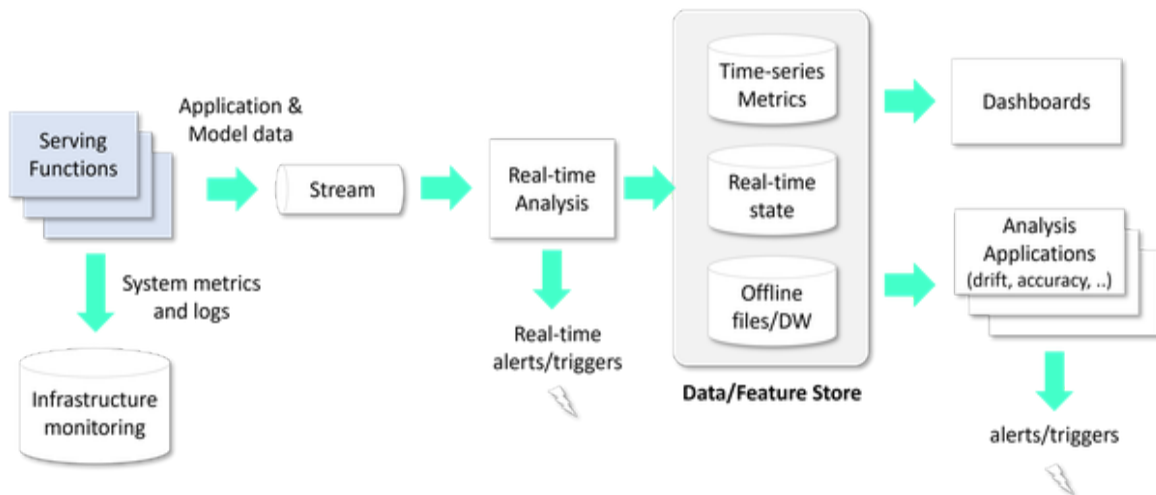 Serving
Functions
Application &
Model data
Stream
Real-time
Analysis
Time-series
Metrics
Real-time
state
Offline
files/DW
Data/Feature Store
Dashboards
Analysis
Applications
(drift, accuracy, ..)
System metrics
and logs
Infrastructure
monitoring
Real-time
alerts/triggers
alerts/triggers